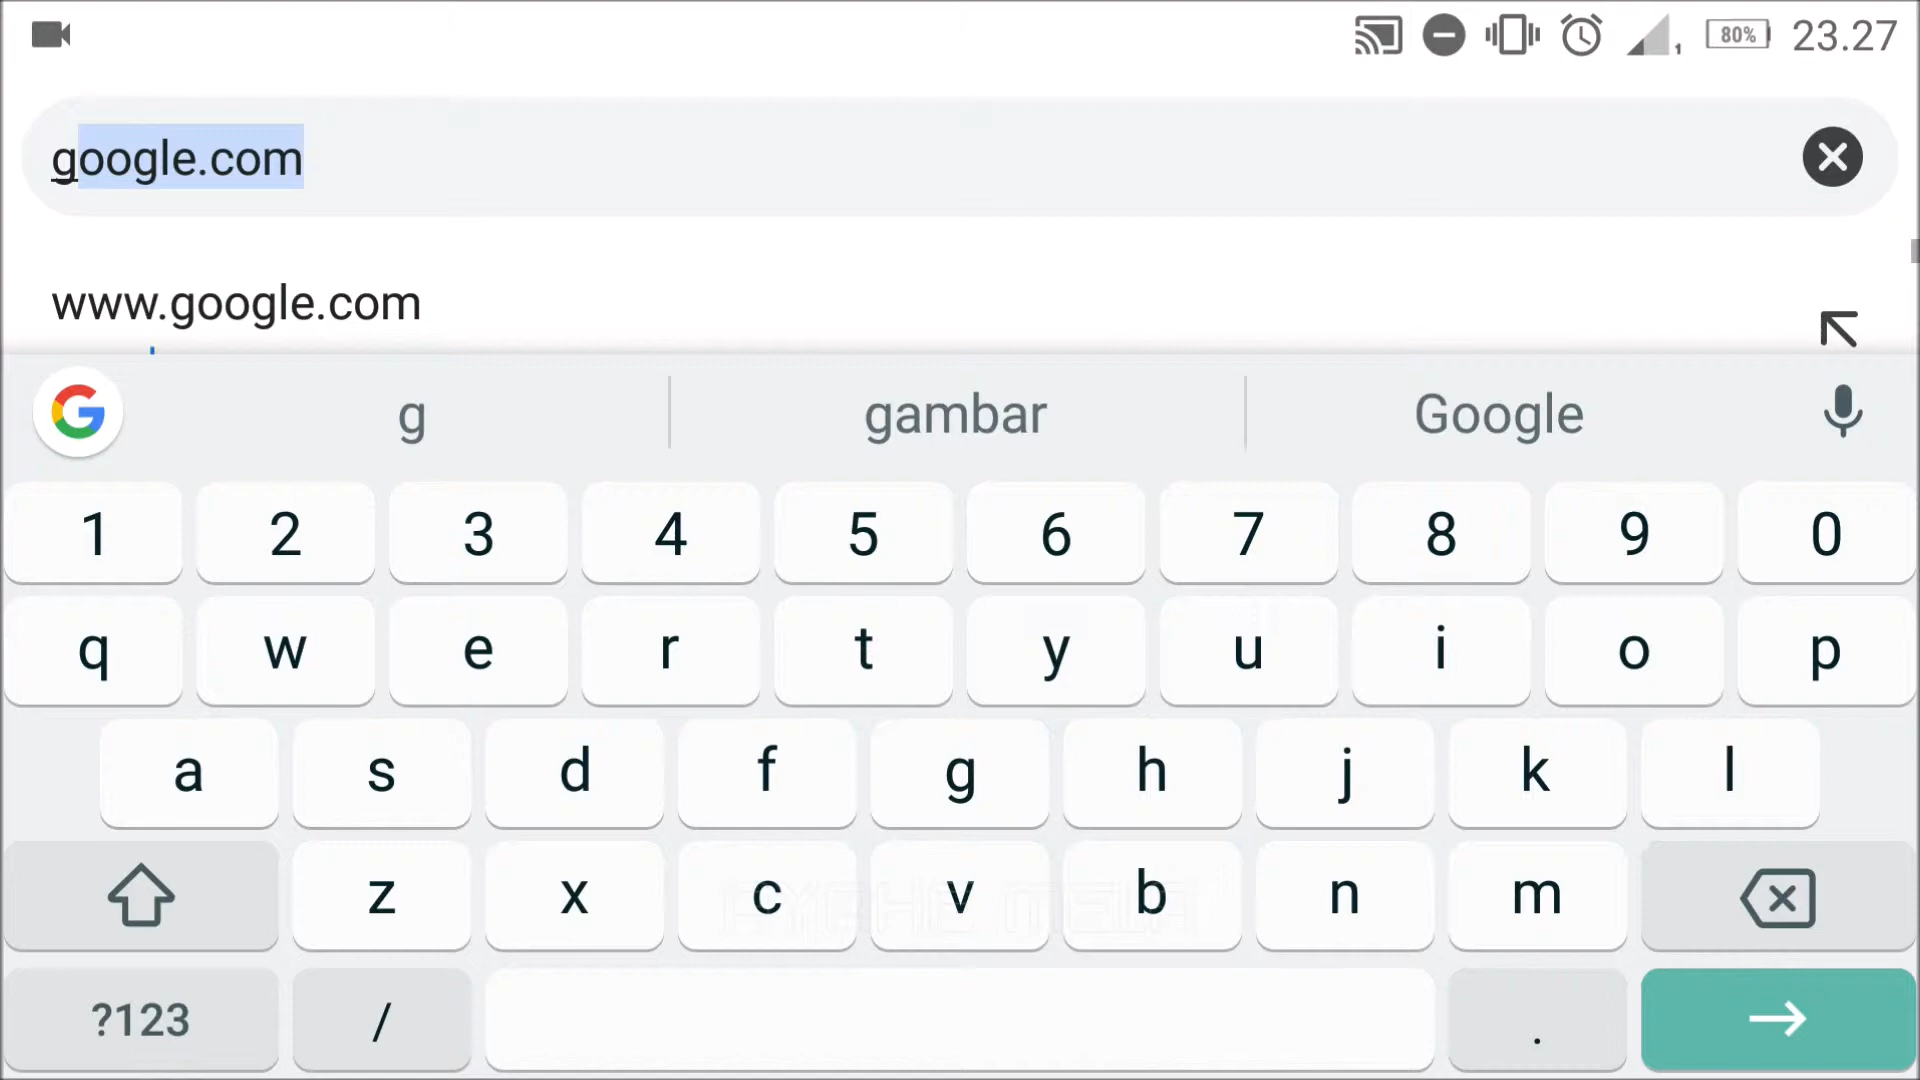 80% 23.27
google.com
www.google.com
g gambar Google
1 2 3 4 5 6 7 8 9 0
q w e r t y u i o p
a s d f g h j k l
z x c v b n m
?123 / .